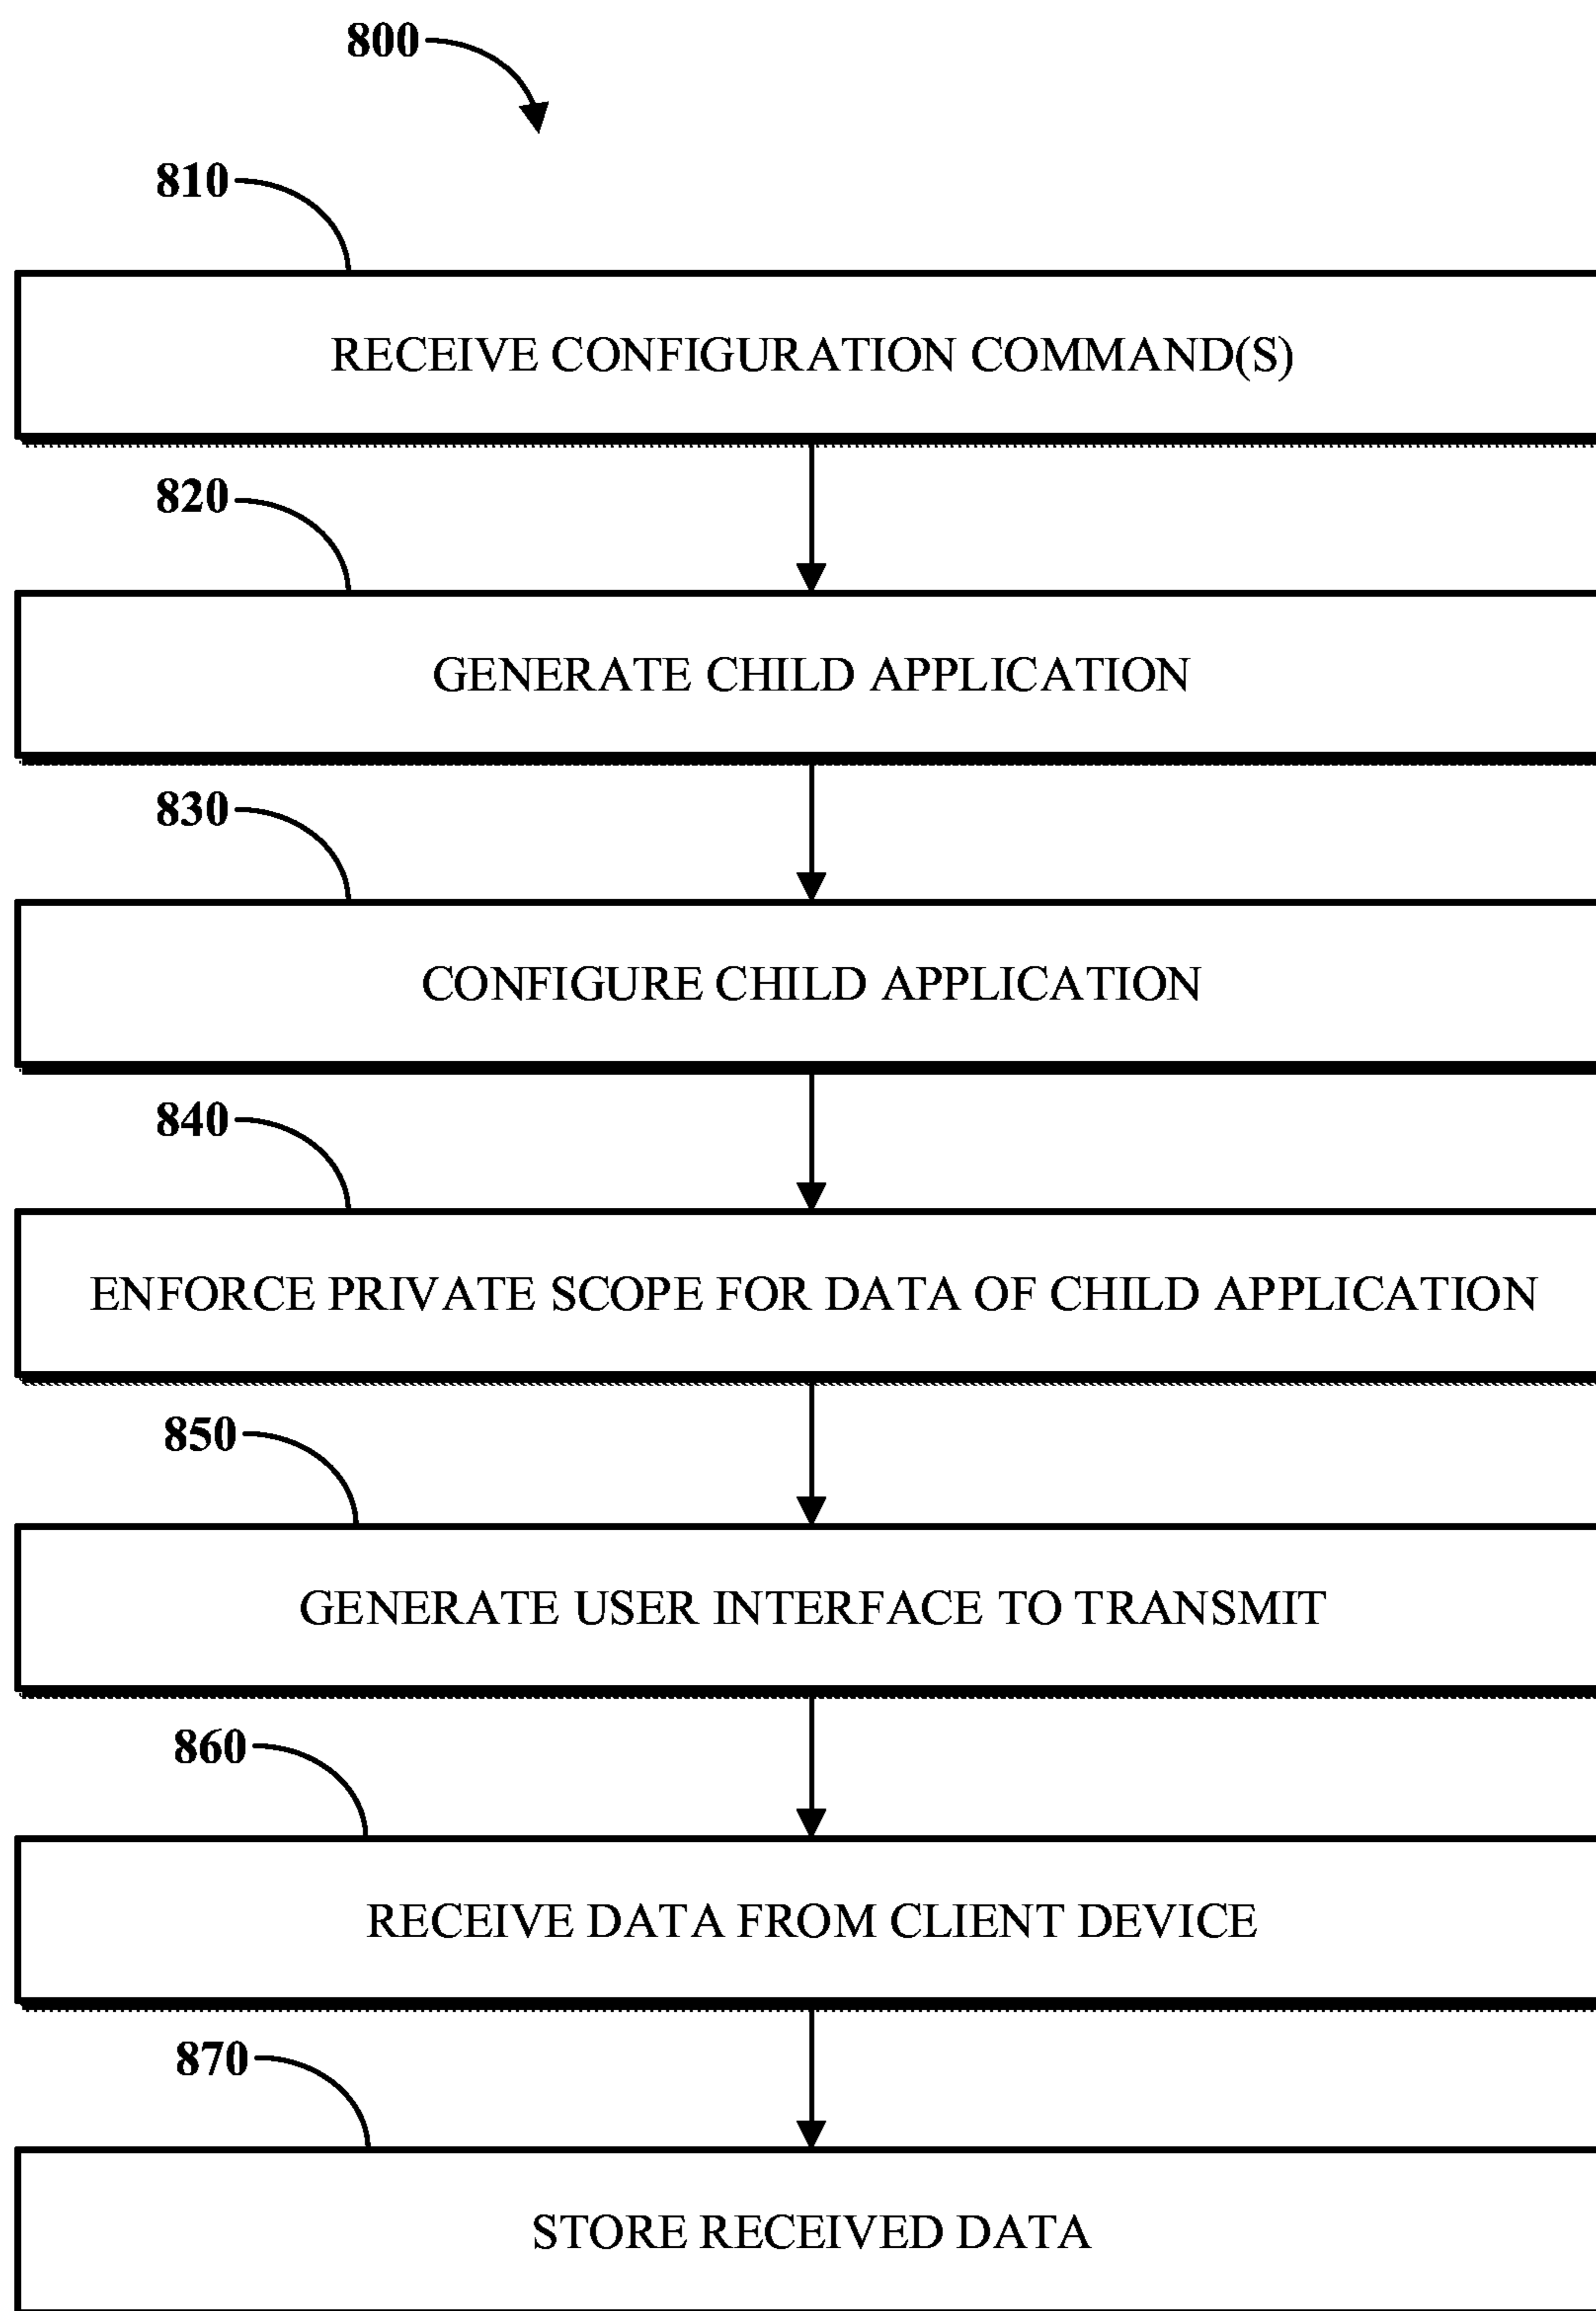 800
810
RECEIVE CONFIGURATION COMMAND(S)
820
GENERATE CHILD APPLICATION
830
CONFIGURE CHILD APPLICATION
840
ENFORCE PRIVATE SCOPE FOR DATA OF CHILD APPLICATION
850
GENERATE USER INTERFACE TO TRANSMIT
860
RECEIVE DATA FROM CLIENT DEVICE
870
STORE RECEIVED DATA